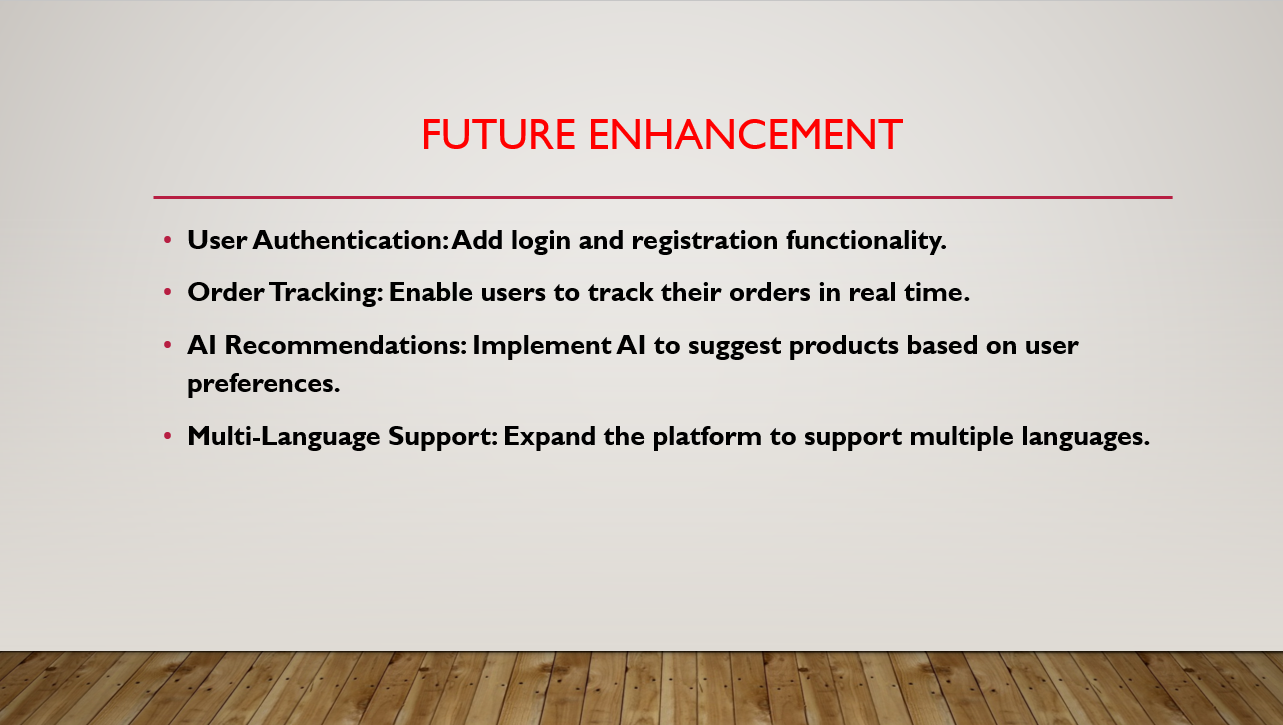 FUTURE ENHANCEMENT
• User Authentication: Add login and registration functionality.
• Order Tracking: Enable users to track their orders in real time.
• AI Recommendations: Implement AI to suggest products based on user
preferences.
• Multi-Language Support: Expand the platform to support multiple languages.